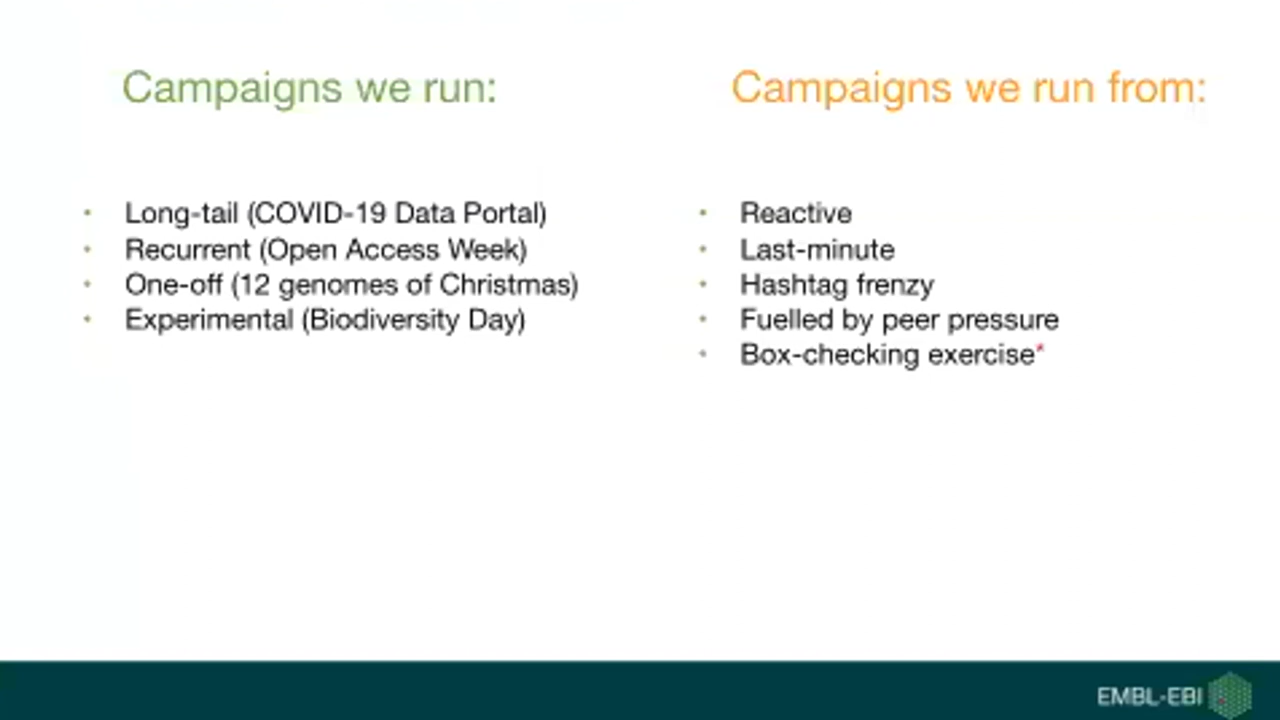 Campaigns we run:
• Long-tail (COVID-19 Data Portal)
• Recurrent (Open Access Week)
• One-off (12 genomes of Christmas)
• Experimental (Biodiversity Day)
Campaigns we run from:
• Reactive
• Last-minute
• Hashtag frenzy
• Fuelled by peer pressure
• Box-checking exercise*
EMBL-EBI